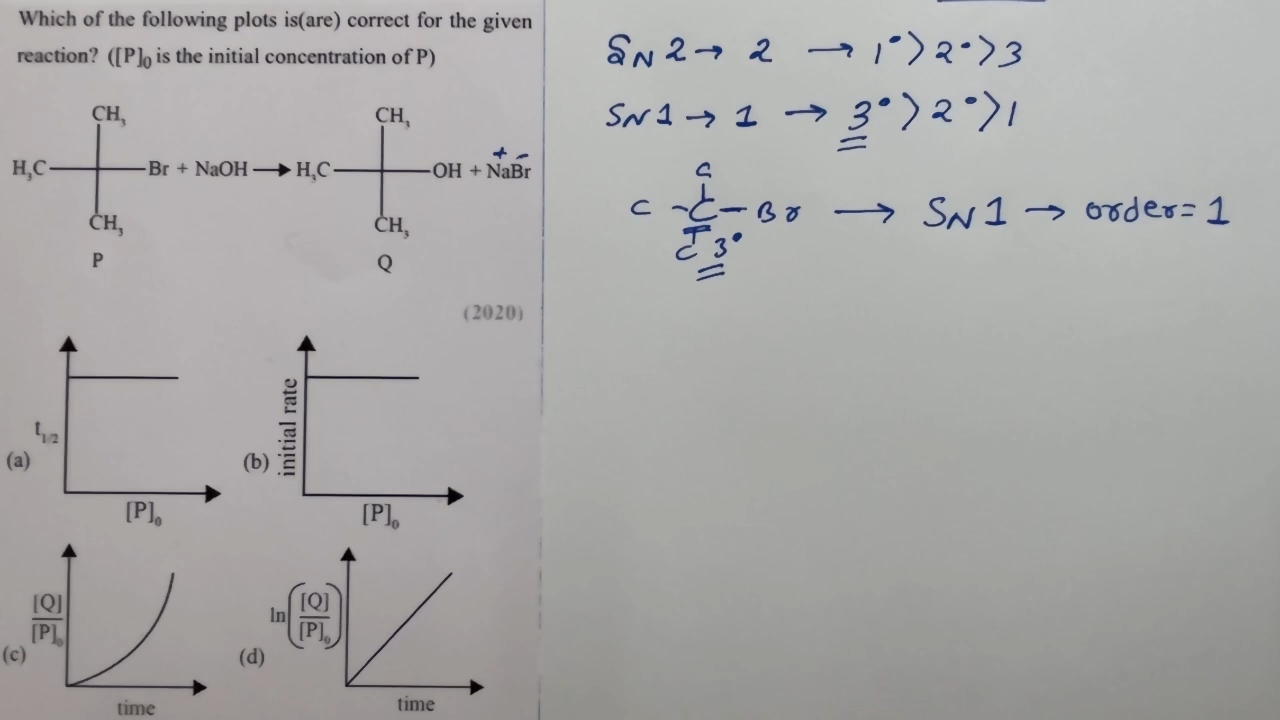 Which of the following plots is(are) correct for the given
reaction? ([P]₀ is the initial concentration of P)
CH₃
H₃C
Br + NaOH
CH₃
P
CH₃
H₃C
OH + NaBr
+ -
CH₃
Q
(2020)
(a)
t₁/₂
[P]₀
(b)
initial rate
[P]₀
(c)
[Q]
[P]₀
time
(d)
ln([Q]/[P]₀)
time
SN2 → 2 → 1° > 2° > 3
SN1 → 1 → 3° > 2° > 1
C
C - C - Br → SN1 → order = 1
C 3°